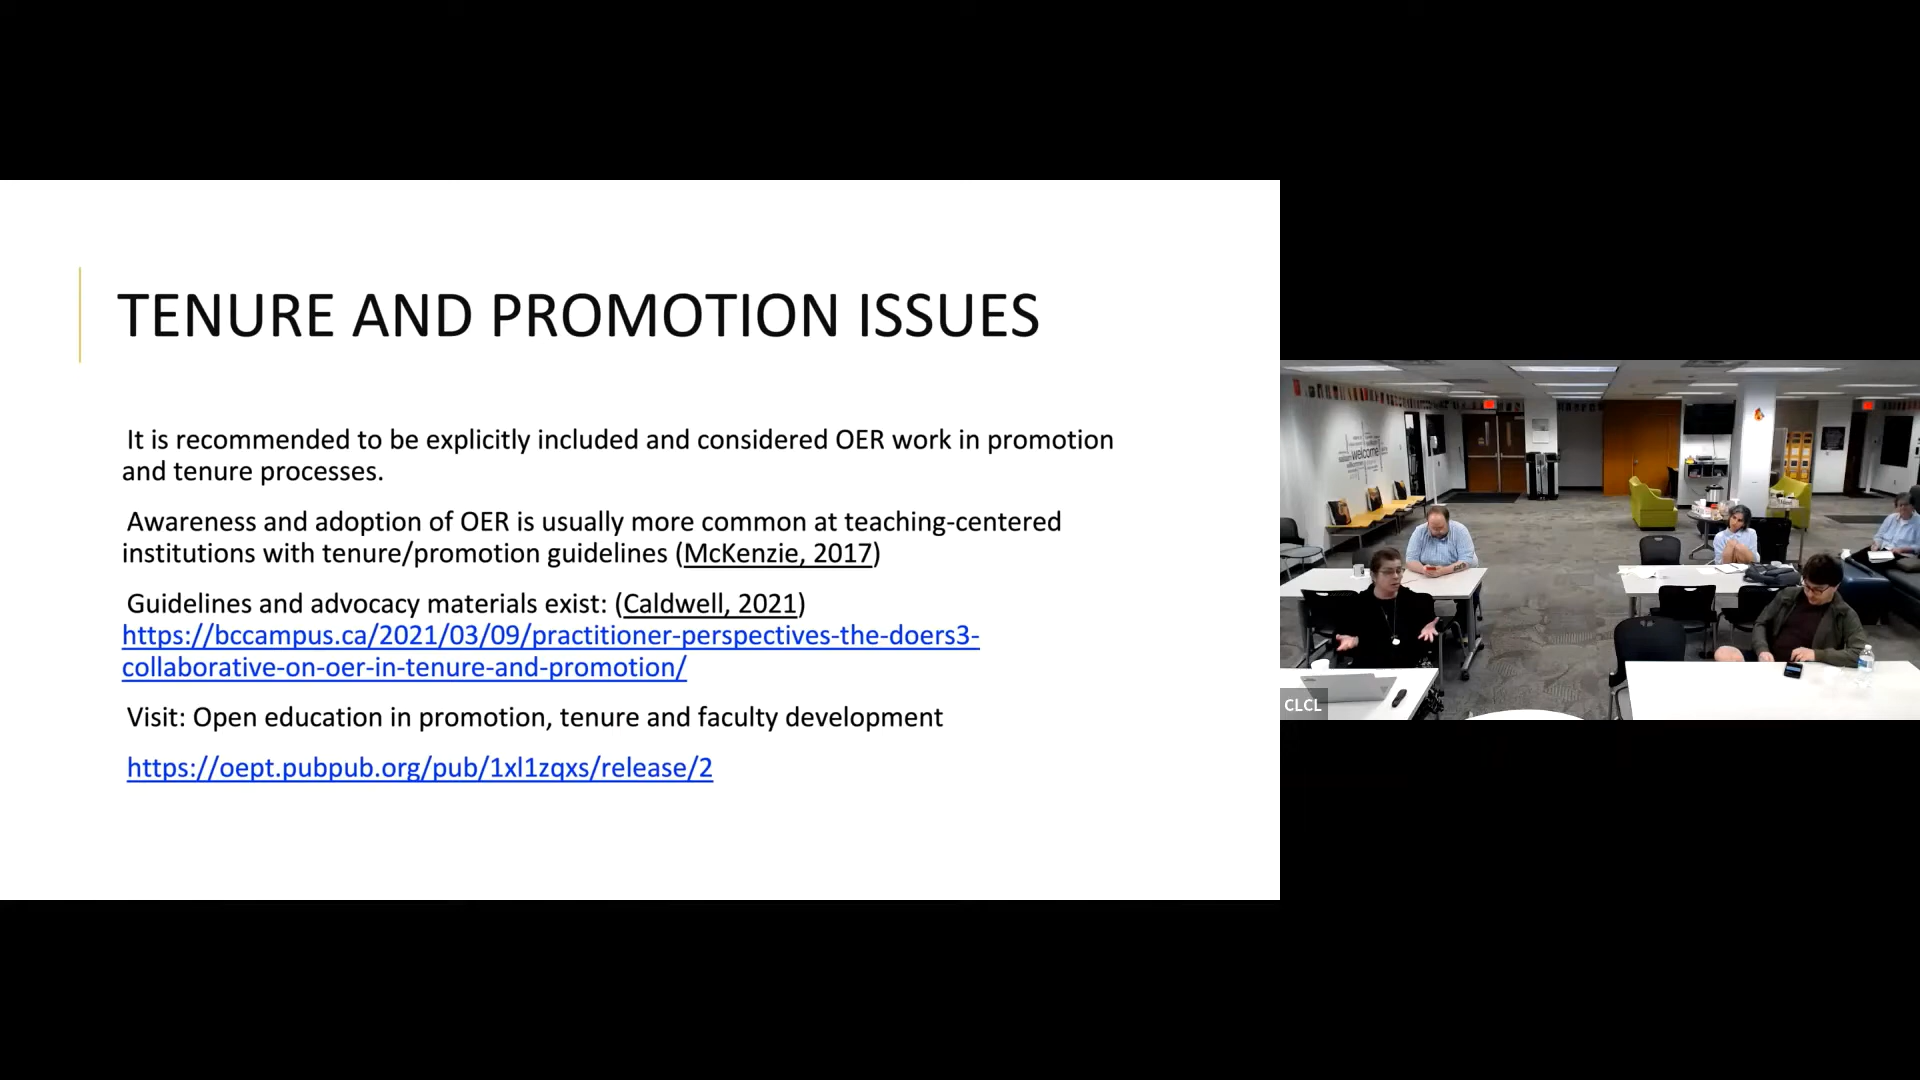 TENURE AND PROMOTION ISSUES
It is recommended to be explicitly included and considered OER work in promotion
and tenure processes.
Awareness and adoption of OER is usually more common at teaching-centered
institutions with tenure/promotion guidelines (McKenzie, 2017)
Guidelines and advocacy materials exist: (Caldwell, 2021)
https://bccampus.ca/2021/03/09/practitioner-perspectives-the-doers3-
collaborative-on-oer-in-tenure-and-promotion/
Visit: Open education in promotion, tenure and faculty development
https://oept.pubpub.org/pub/1xl1zqxs/release/2
welcome
CLCL